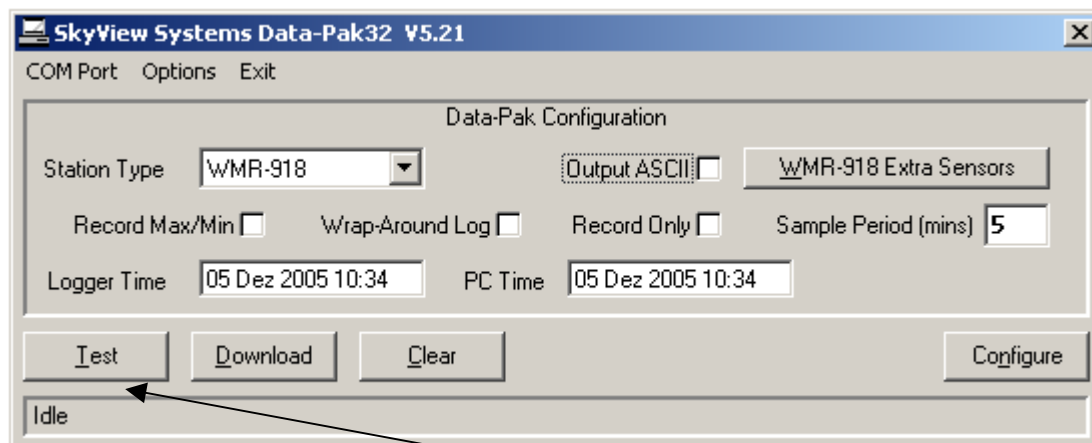 SkyView Systems Data-Pak32 V5.21
COM Port Options Exit
Data-Pak Configuration
Station Type WMR-918 Output ASCII WMR-918 Extra Sensors
Record Max/Min Wrap-Around Log Record Only Sample Period (mins) 5
Logger Time 05 Dez 2005 10:34 PC Time 05 Dez 2005 10:34
Test Download Clear Configure
Idle